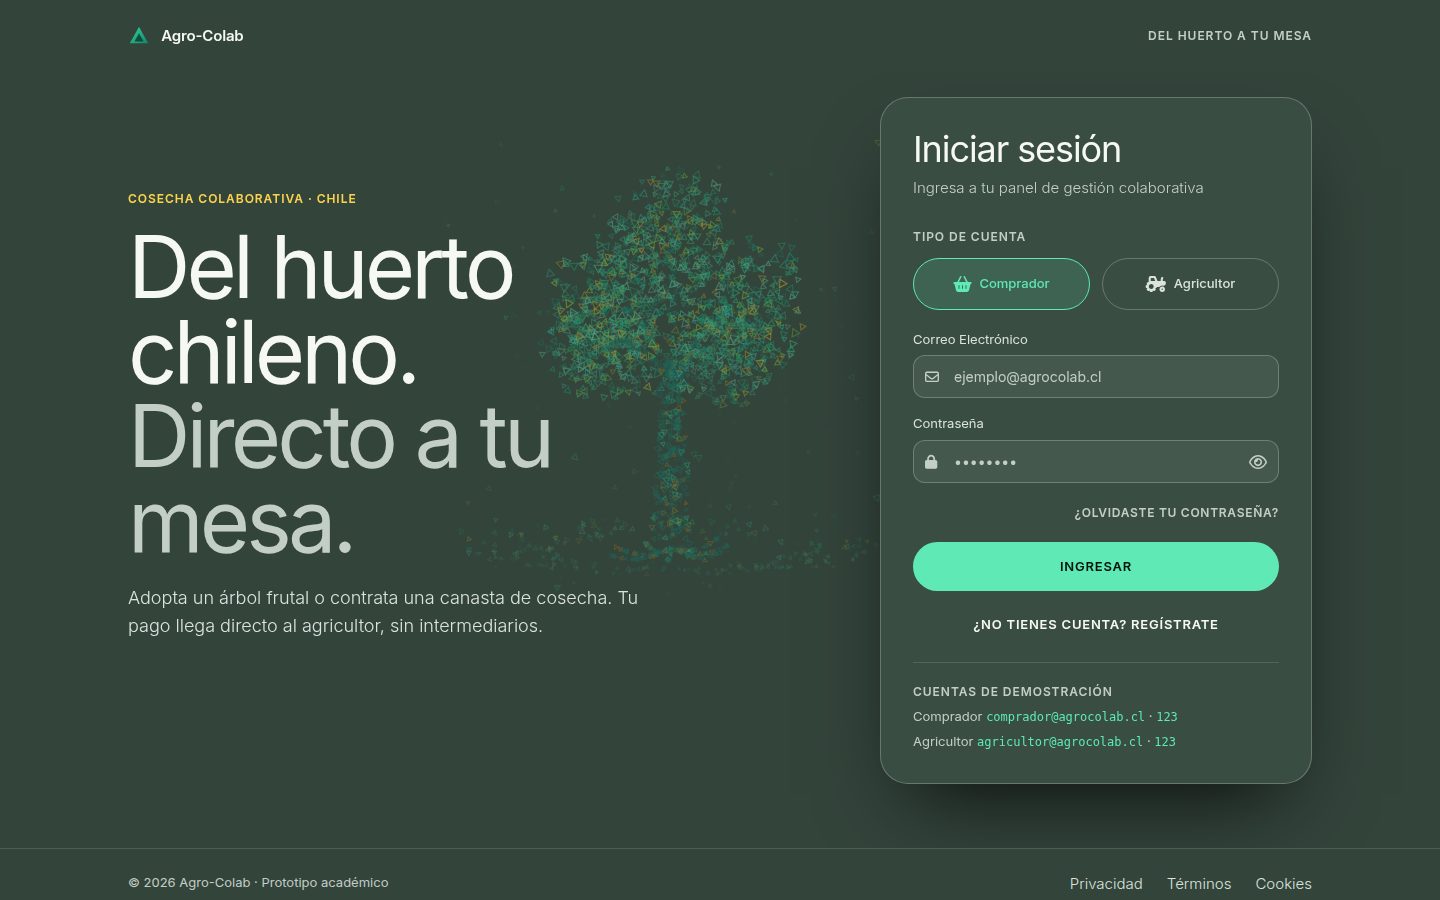 Agro-Colab
DEL HUERTO A TU MESA
COSECHA COLABORATIVA · CHILE
Del huerto
chileno.
Directo a tu
mesa.
Adopta un árbol frutal o contrata una canasta de cosecha. Tu
pago llega directo al agricultor, sin intermediarios.
Iniciar sesión
Ingresa a tu panel de gestión colaborativa
TIPO DE CUENTA
Comprador
Agricultor
Correo Electrónico
ejemplo@agrocolab.cl
Contraseña
••••••••
¿OLVIDASTE TU CONTRASEÑA?
INGRESAR
¿NO TIENES CUENTA? REGÍSTRATE
CUENTAS DE DEMOSTRACIÓN
Comprador comprador@agrocolab.cl · 123
Agricultor agricultor@agrocolab.cl · 123
© 2026 Agro-Colab · Prototipo académico
Privacidad
Términos
Cookies